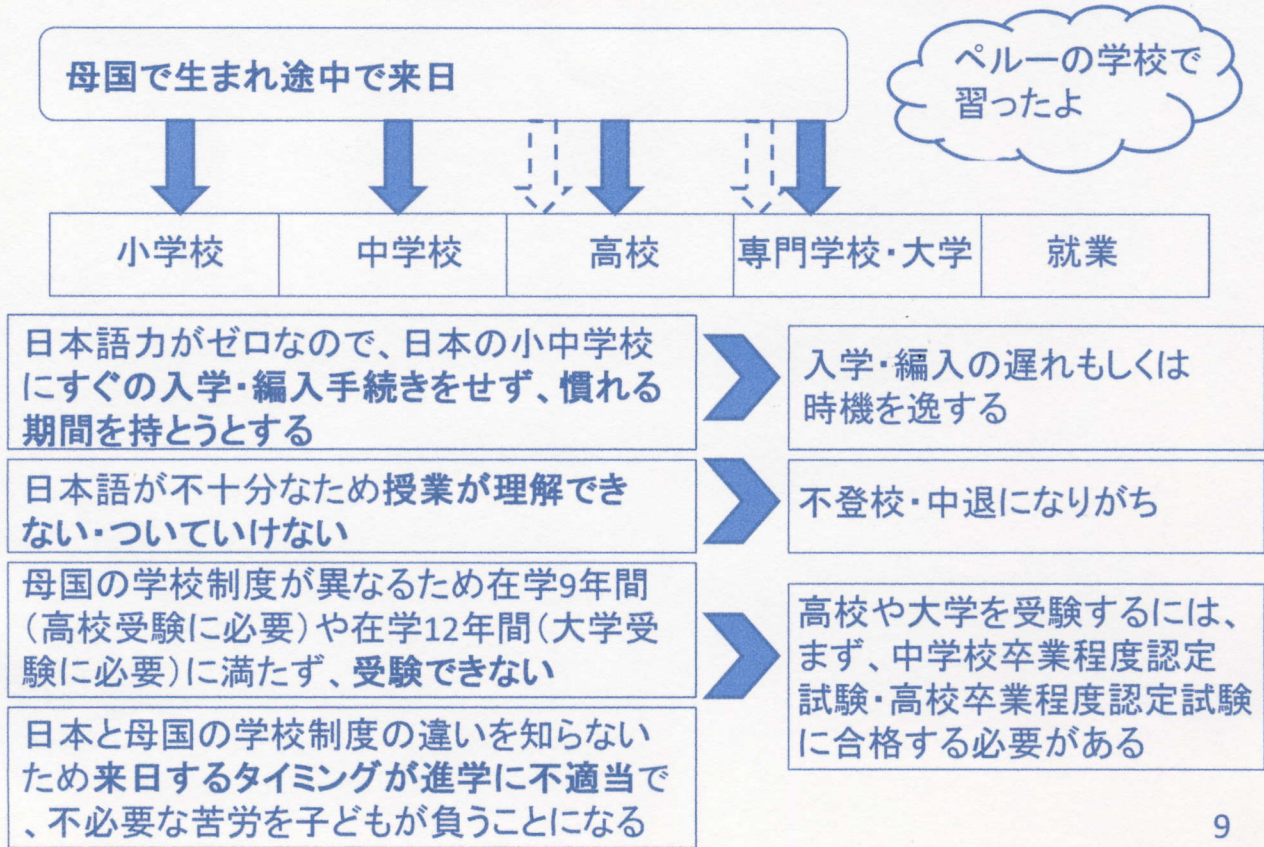 母国で生まれ途中で来日
ペルーの学校で
習ったよ
小学校
中学校
高校
専門学校・大学
就業
日本語力がゼロなので、日本の小中学校
にすぐの入学・編入手続きをせず、慣れる
期間を持とうとする
入学・編入の遅れもしくは
時機を逸する
日本語が不十分なため授業が理解でき
ない・ついていけない
不登校・中退になりがち
母国の学校制度が異なるため在学9年間
（高校受験に必要）や在学12年間（大学受
験に必要）に満たず、受験できない
高校や大学を受験するには、
まず、中学校卒業程度認定
試験・高校卒業程度認定試験
に合格する必要がある
日本と母国の学校制度の違いを知らない
ため来日するタイミングが進学に不適当で
、不必要な苦労を子どもが負うことになる
9